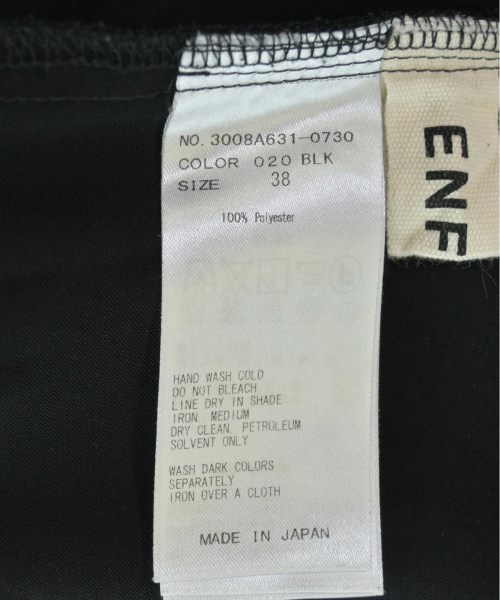 NO. 3008A631-0730
COLOR 020 BLK
SIZE 38
100% Polyester
HAND WASH COLD
DO NOT BLEACH
LINE DRY IN SHADE
IRON MEDIUM
DRY CLEAN, PETROLEUM
SOLVENT ONLY
WASH DARK COLORS
SEPARATELY
IRON OVER A CLOTH
MADE IN JAPAN
ENF